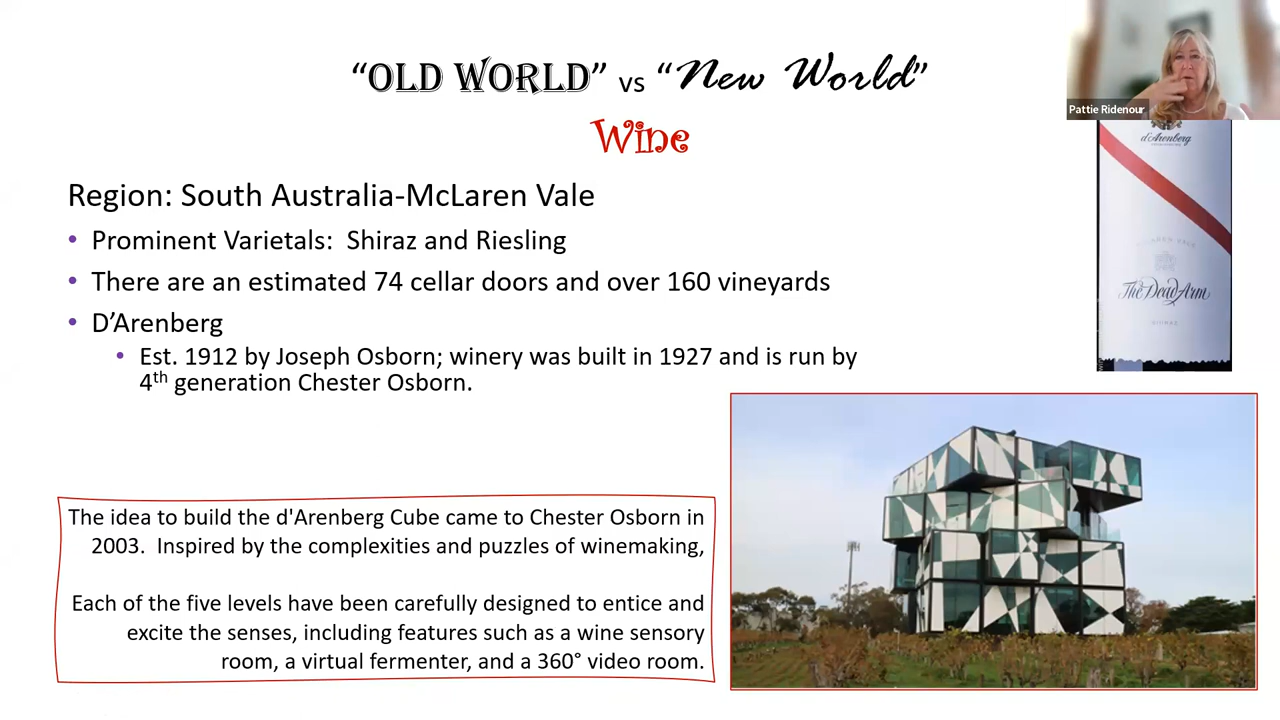 “OLD WORLD” vs “New World”
Wine
Pattie Ridenour
d'Arenberg
Region: South Australia-McLaren Vale
• Prominent Varietals:  Shiraz and Riesling
• There are an estimated 74 cellar doors and over 160 vineyards
• D’Arenberg
• Est. 1912 by Joseph Osborn; winery was built in 1927 and is run by
4th generation Chester Osborn.
The Dead Arm
SHIRAZ
The idea to build the d'Arenberg Cube came to Chester Osborn in
2003.  Inspired by the complexities and puzzles of winemaking,
Each of the five levels have been carefully designed to entice and
excite the senses, including features such as a wine sensory
room, a virtual fermenter, and a 360° video room.